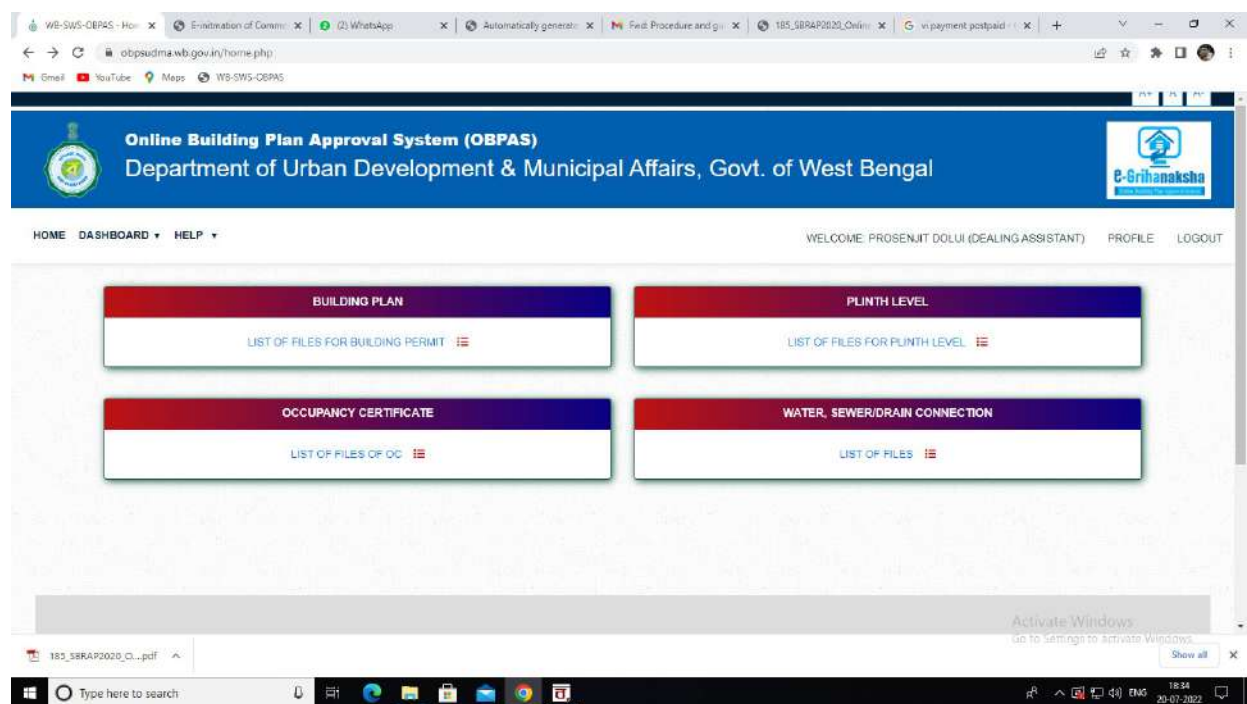 WB-SWS-OBPAS - Hom
E-initmation of Comm
(2) WhatsApp
Automatically generate
Fwd: Procedure and g
185_SBRAP2020_Onlin
vi payment postpaid -
obpsudma.wb.gov.in/home.php
Gmail YouTube Maps WB-SWS-OBPAS
A+ A A-
Online Building Plan Approval System (OBPAS)
Department of Urban Development & Municipal Affairs, Govt. of West Bengal
e-Grihanaksha
HOME DASHBOARD ▾ HELP ▾ WELCOME: PROSENJIT DOLUI (DEALING ASSISTANT) PROFILE LOGOUT
BUILDING PLAN
LIST OF FILES FOR BUILDING PERMIT
PLINTH LEVEL
LIST OF FILES FOR PLINTH LEVEL
OCCUPANCY CERTIFICATE
LIST OF FILES OF OC
WATER, SEWER/DRAIN CONNECTION
LIST OF FILES
Activate Windows
Go to Settings to activate Windows.
185_SBRAP2020_O....pdf
Show all
Type here to search
ENG
18:34
20-07-2022